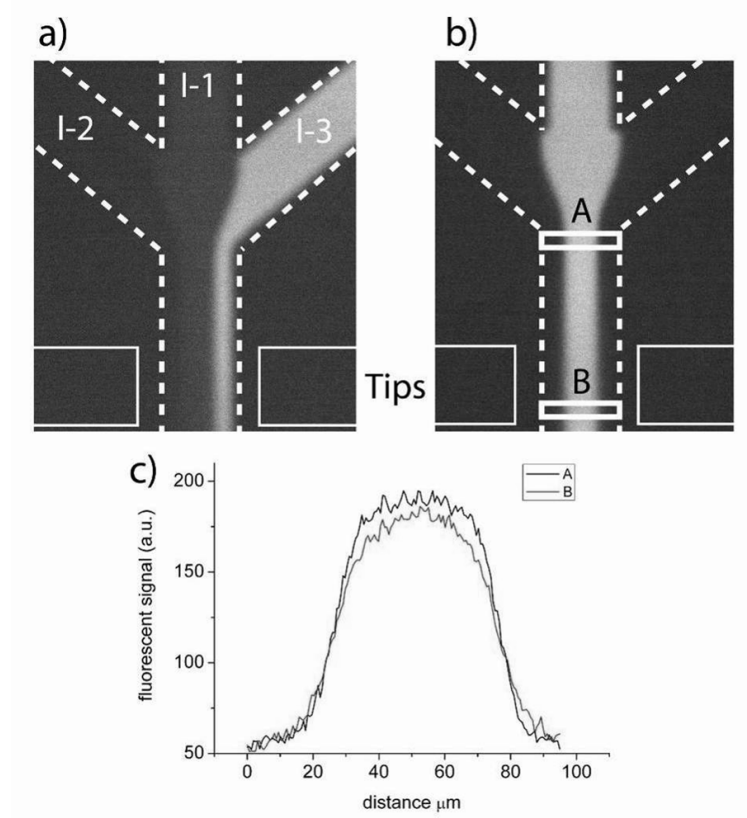 a)
b)
I-1
I-2
I-3
A
B
Tips
c)
A
B
200
150
100
50
0
20
40
60
80
100
fluorescent signal (a.u.)
distance μm